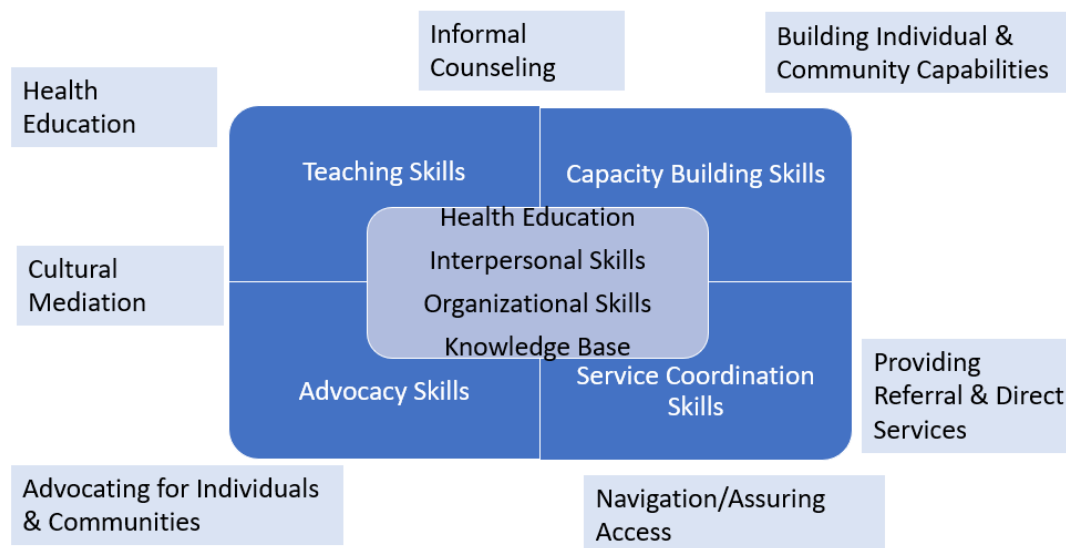 Informal
Counseling
Building Individual &
Community Capabilities
Health
Education
Teaching Skills
Capacity Building Skills
Health Education
Interpersonal Skills
Organizational Skills
Knowledge Base
Cultural
Mediation
Advocacy Skills
Service Coordination
Skills
Providing
Referral & Direct
Services
Advocating for Individuals
& Communities
Navigation/Assuring
Access